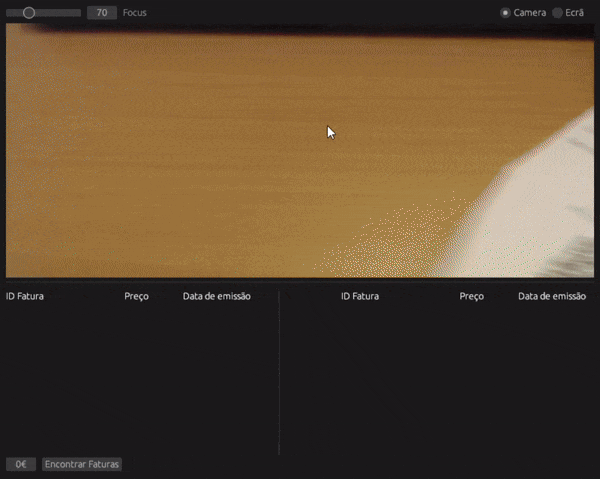 70 Focus Camera Ecrã
ID Fatura Preço Data de emissão ID Fatura Preço Data de emissão
0€ Encontrar Faturas